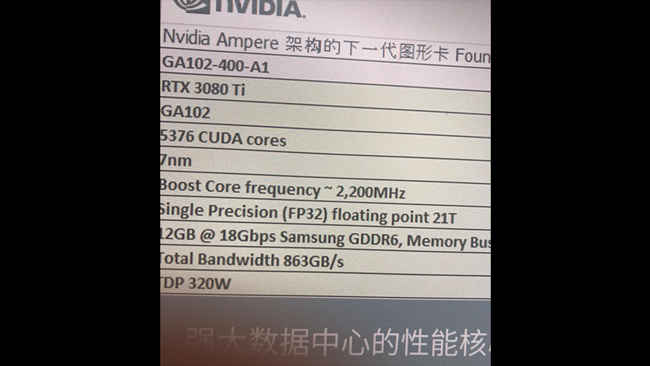 NVIDIA.
Nvidia Ampere 架构的下一代图形卡 Foun
GA102-400-A1
RTX 3080 Ti
GA102
5376 CUDA cores
7nm
Boost Core frequency ~ 2,200MHz
Single Precision (FP32) floating point 21T
12GB @ 18Gbps Samsung GDDR6, Memory Bus
Total Bandwidth 863GB/s
TDP 320W
强大数据中心的性能核